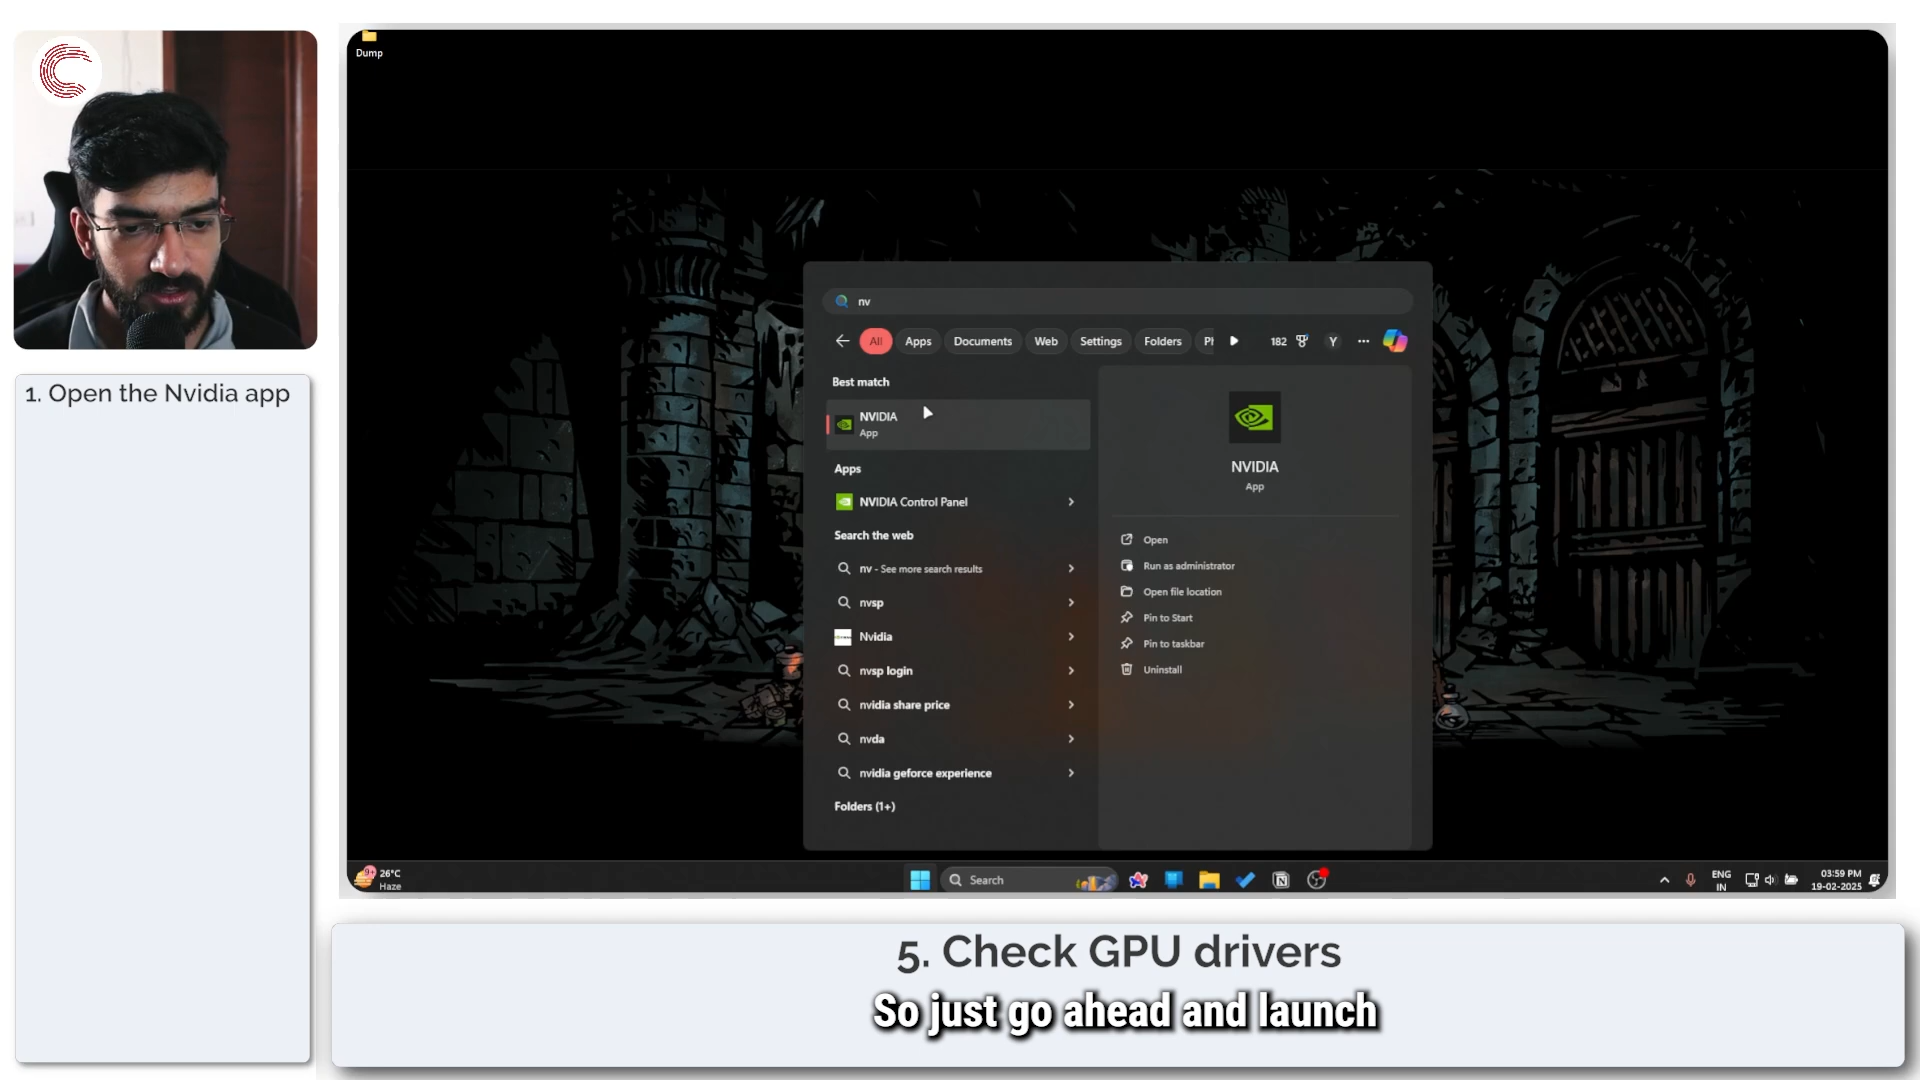 1. Open the Nvidia app
Dump
nv
All Apps Documents Web Settings Folders 182 Y
Best match
NVIDIA
App
Apps
NVIDIA Control Panel
Search the web
nv - See more search results
nvsp
Nvidia
nvsp login
nvidia share price
nvda
nvidia geforce experience
Folders (1+)
NVIDIA
App
Open
Run as administrator
Open file location
Pin to Start
Pin to taskbar
Uninstall
9+ 26°C
Haze
Search
ENG
IN
03:59 PM
19-02-2025
5. Check GPU drivers
So just go ahead and launch